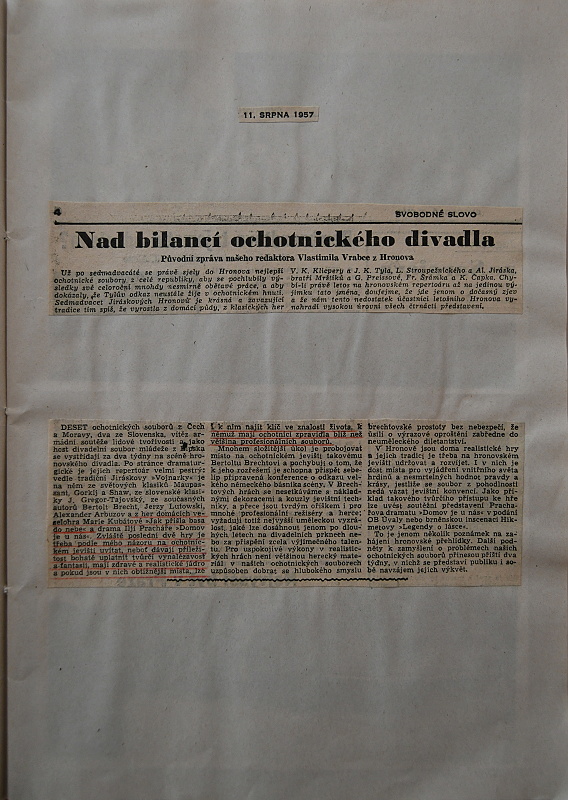 11. SRPNA 1957
4
SVOBODNÉ SLOVO
Nad bilancí ochotnického divadla
Původní zpráva našeho redaktora Vlastimila Vrabce z Hronova
Už po sedmadvacáté se právě sjely do Hronova nejlepší
ochotnické soubory z celé republiky, aby se pochlubily vý-
sledky své celoroční mnohdy nesmírně obětavé práce, a aby
dokázaly, že Tylův odkaz neustále žije v ochotnickém hnutí.
Sedmadvacet Jiráskových Hronovů je krásná a zavazující
tradice tím spíš, že vyrostla z domácí půdy, z klasických her
V. K. Klicpery a J. K. Tyla, L. Stroupežnického a Al. Jiráska,
bratří Mrštíků a G. Preissové, Fr. Šrámka a K. Čapka. Chy-
bí-li právě letos na hronovském repertoáru až na jedinou vý-
jimku tato jména, doufejme, že jde jenom o dočasný zjev
a že nám tento nedostatek účastníci letošního Hronova vy-
nahradí vysokou úrovní všech čtrnácti představení.
DESET ochotnických souborů z Čech
a Moravy, dva ze Slovenska, vítěz ar-
mádní soutěže lidové tvořivosti a jako
host divadelní soubor mládeže z
se vystřídají za dva týdny na scéně hro-
novského divadla. Po stránce dramatur-
gické je jejich repertoár velmi pestrý:
vedle tradiční Jiráskovy »Vojnarky« je
na něm ze světových klasiků Maupas-
sant, Gorkij a Shaw, ze slovenské klasi-
ky J. Gregor-Tajovský, ze současných
autorů Bertolt Brecht, Jerzy Lutowski,
Alexander Arbuzov a z her domácích ve-
selohra Marie Kubátové »Jak přišla basa
do nebe« a drama Ilji Prachaře »Domov
je u nás«. Zvláště poslední dvě hry je
třeba podle mého názoru na ochotnic-
kém jevišti uvítat, neboť dávají příleži-
tost bohatě uplatnit tvůrčí vynalézavost
a fantasii, mají zdravé a realistické jádro
a pokud jsou v nich obtížnější místa, lze
i k nim najít klíč ve znalosti života, k
němuž mají ochotníci zpravidla blíž než
většina profesionálních souborů.
Mnohem složitější úkol je probojovat
místo na ochotnickém jevišti takovému
Bertoltu Brechtovi a pochybuji o tom, že
k jeho rozřešení je schopna přispět sebe-
líp připravená konference o odkazu vel-
kého německého básníka scény. V Brech-
tových hrách se nesetkáváme s náklad-
nými dekoracemi a kouzly jevištní tech-
niky, a přece jsou tvrdým oříškem i pro
mnohé profesionální režiséry a herce;
vyžadují totiž nejvyšší uměleckou vyzrá-
lost, jaké lze dosáhnout jenom po dlou-
hých létech na divadelních prknech ne-
bo za přispění zcela výjimečného talen-
tu. Pro uspokojivé výkony v realistic-
kých hrách není většinou herecký mate-
riál v našich ochotnických souborech
uzpůsoben dobrat se hlubokého smyslu
brechtovské prostoty bez nebezpečí, že
úsilí o výrazové oproštění zabředne do
neumělého diletantství.
V Hronově jsou doma realistické hry
a jejich tradici je třeba na hronovském
jevišti udržovat a rozvíjet. I v nich je
dost místa pro vyjádření vnitřního světa
hrdinů a nesmrtelných hodnot pravdy a
krásy, jestliže se soubor z pohodlnosti
nedá vázat jevištní konvencí. Jako pří-
klad takového tvůrčího přístupu ke hře
lze uvést soutěžní představení Pracha-
řova dramatu »Domov je u nás« v podání
OB Úvaly nebo brněnskou inscenaci Hik-
metovy »Legendy o lásce«.
To je jenom několik poznámek na za-
hájení hronovské přehlídky. Další pod-
něty k zamyšlení o problémech našich
ochotnických souborů přinesou příští dva
týdny, v nichž se představí publiku i so-
bě navzájem jejich výkvět.